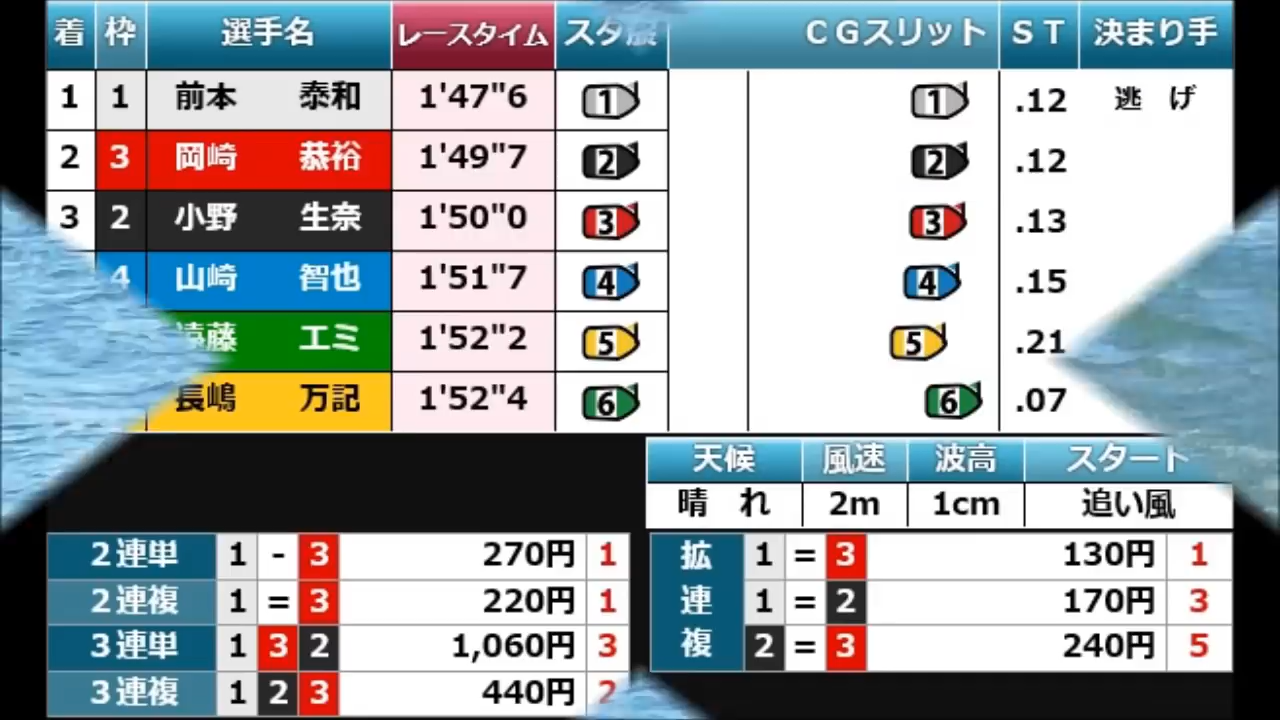 着 枠 選手名 レースタイム スタ展 CGスリット ST 決まり手
1 1 前本 泰和 1'47"6 1 1 .12 逃 げ
2 3 岡崎 恭裕 1'49"7 2 2 .12
3 2 小野 生奈 1'50"0 3 3 .13
4 山崎 智也 1'51"7 4 4 .15
遠藤 エミ 1'52"2 5 5 .21
長嶋 万記 1'52"4 6 6 .07
天候 風速 波高 スタート
晴 れ 2m 1cm 追い風
2連単 1 - 3 270円 1
2連複 1 = 3 220円 1
3連単 1 3 2 1,060円 3
3連複 1 2 3 440円 2
拡 1 = 3 130円 1
連 1 = 2 170円 3
複 2 = 3 240円 5